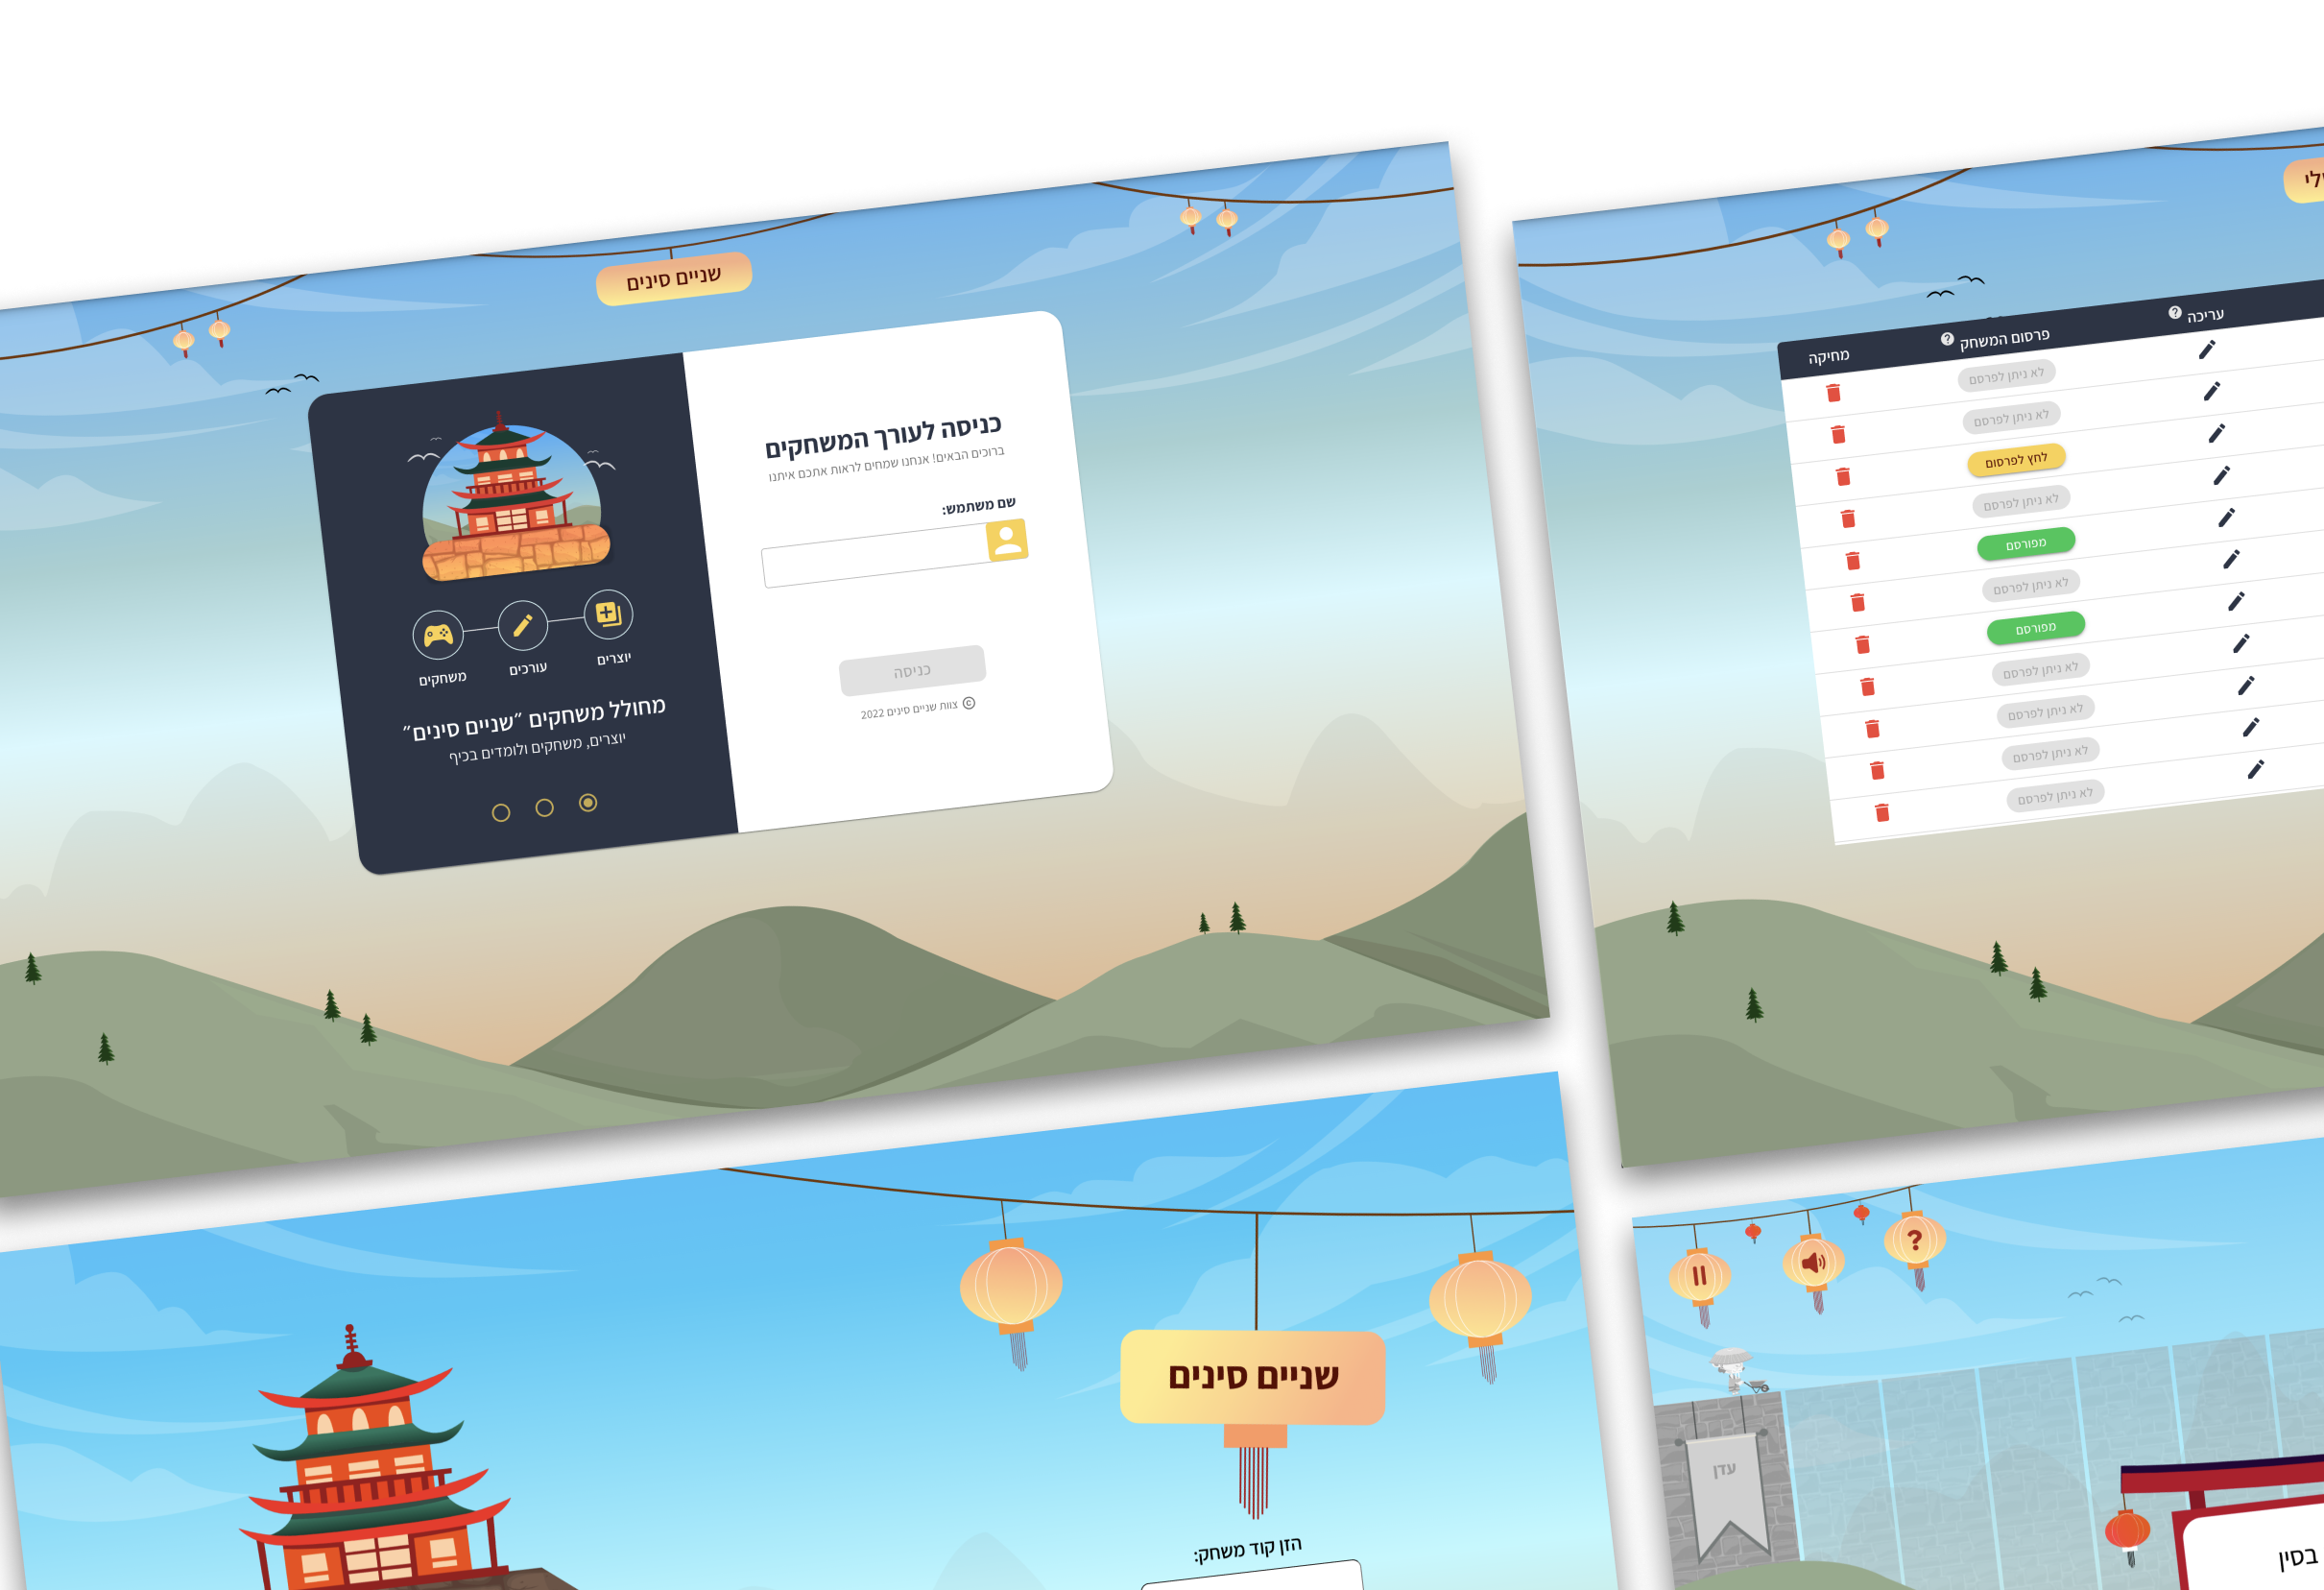 שניים סינים
כניסה לעורך המשחקים
ברוכים הבאים! אנחנו שמחים לראות אתכם איתנו
שם משתמש:
כניסה
© צוות שניים סינים 2022
יוצרים
עורכים
משחקים
מחולל משחקים "שניים סינים"
יוצרים, משחקים ולומדים בכיף
עריכה ?
פרסום המשחק ?
מחיקה
לא ניתן לפרסם
לא ניתן לפרסם
לחץ לפרסום
לא ניתן לפרסם
מפורסם
לא ניתן לפרסם
מפורסם
לא ניתן לפרסם
לא ניתן לפרסם
לא ניתן לפרסם
לא ניתן לפרסם
שניים סינים
הזן קוד משחק:
?
עדן
בסין